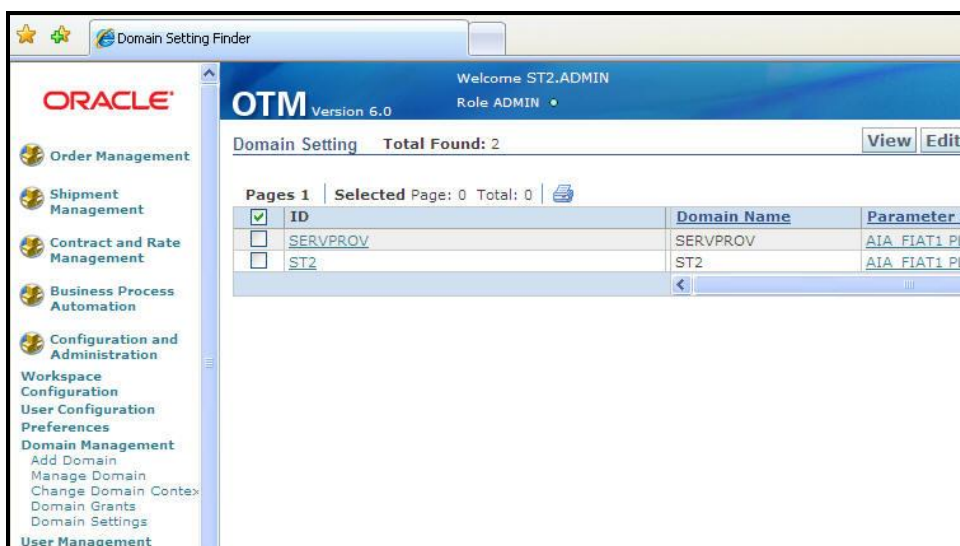 Domain Setting Finder
ORACLE
OTM Version 6.0
Welcome ST2.ADMIN
Role ADMIN
Domain Setting Total Found: 2
View Edit
Pages 1 Selected Page: 0 Total: 0
ID Domain Name Parameter
SERVPROV SERVPROV AIA FIAT1
ST2 ST2 AIA FIAT1
Order Management
Shipment
Management
Contract and Rate
Management
Business Process
Automation
Configuration and
Administration
Workspace
Configuration
User Configuration
Preferences
Domain Management
Add Domain
Manage Domain
Change Domain Contex
Domain Grants
Domain Settings
User Management